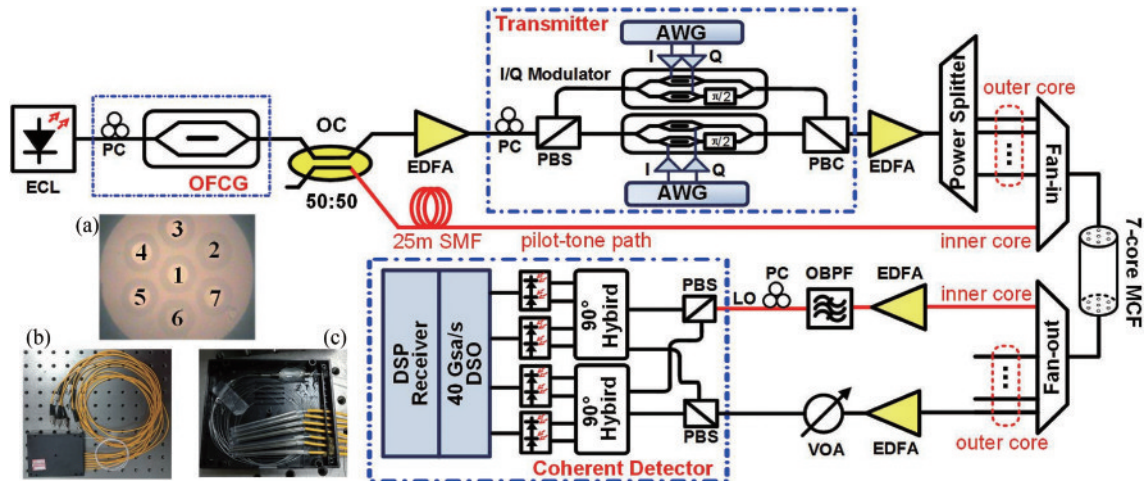 Transmitter
AWG
I
Q
I/Q Modulator
π/2
PC
OFCG
ECL
OC
50:50
EDFA
PC
PBS
π/2
I
Q
AWG
PBC
EDFA
Power Splitter
outer core
Fan-in
25m SMF
pilot-tone path
inner core
7-core MCF
(a)
3
4
2
1
5
7
6
(b)
(c)
DSP
Receiver
40 Gsa/s
DSO
90°
Hybird
90°
Hybird
PBS
PBS
LO
PC
OBPF
EDFA
inner core
Fan-out
VOA
EDFA
outer core
Coherent Detector